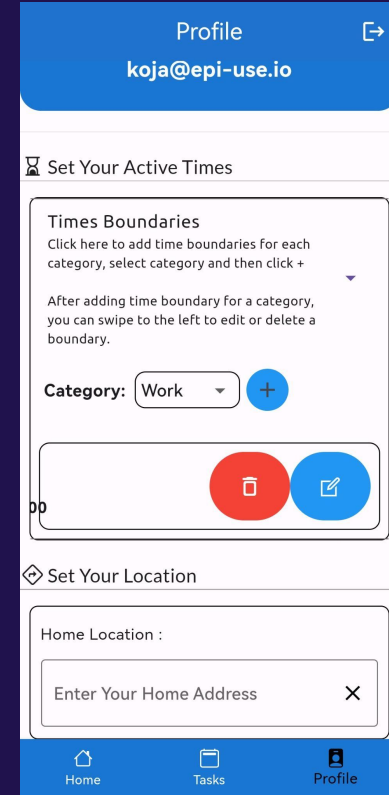 Profile
koja@epi-use.io
Set Your Active Times
Times Boundaries
Click here to add time boundaries for each
category, select category and then click +
After adding time boundary for a category,
you can swipe to the left to edit or delete a
boundary.
Category: Work +
00
Set Your Location
Home Location :
Enter Your Home Address
Home Tasks Profile